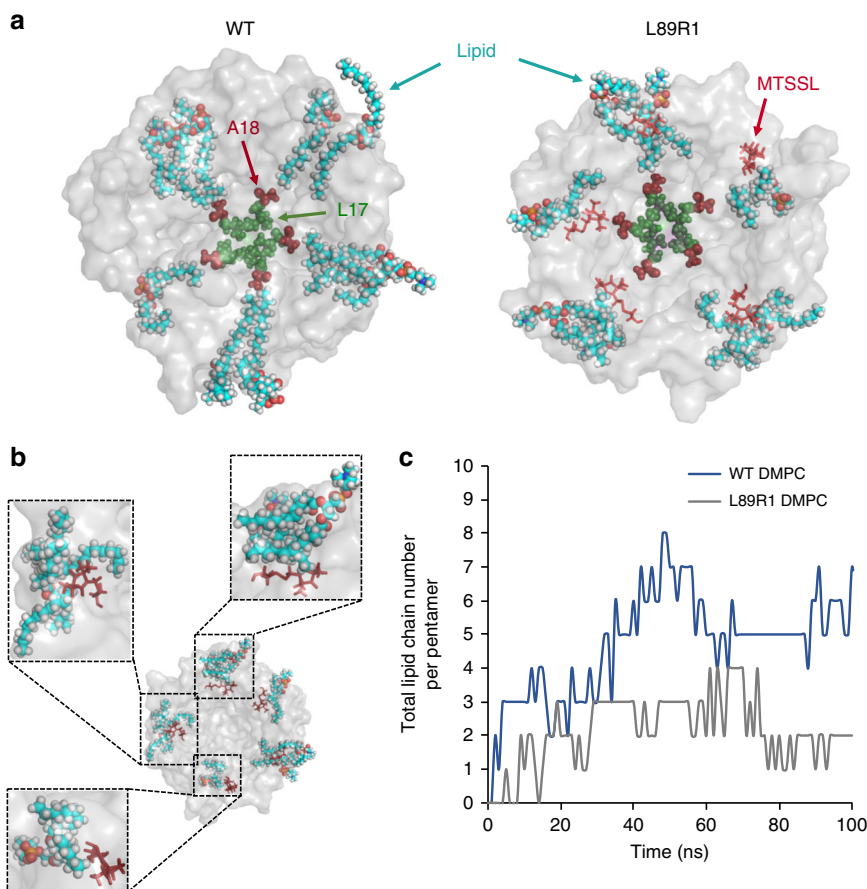 a
WT
L89R1
Lipid
MTSSL
A18
L17
b
c
WT DMPC
L89R1 DMPC
Total lipid chain number
per pentamer
10
9
8
7
6
5
4
3
2
1
0
0 20 40 60 80 100
Time (ns)